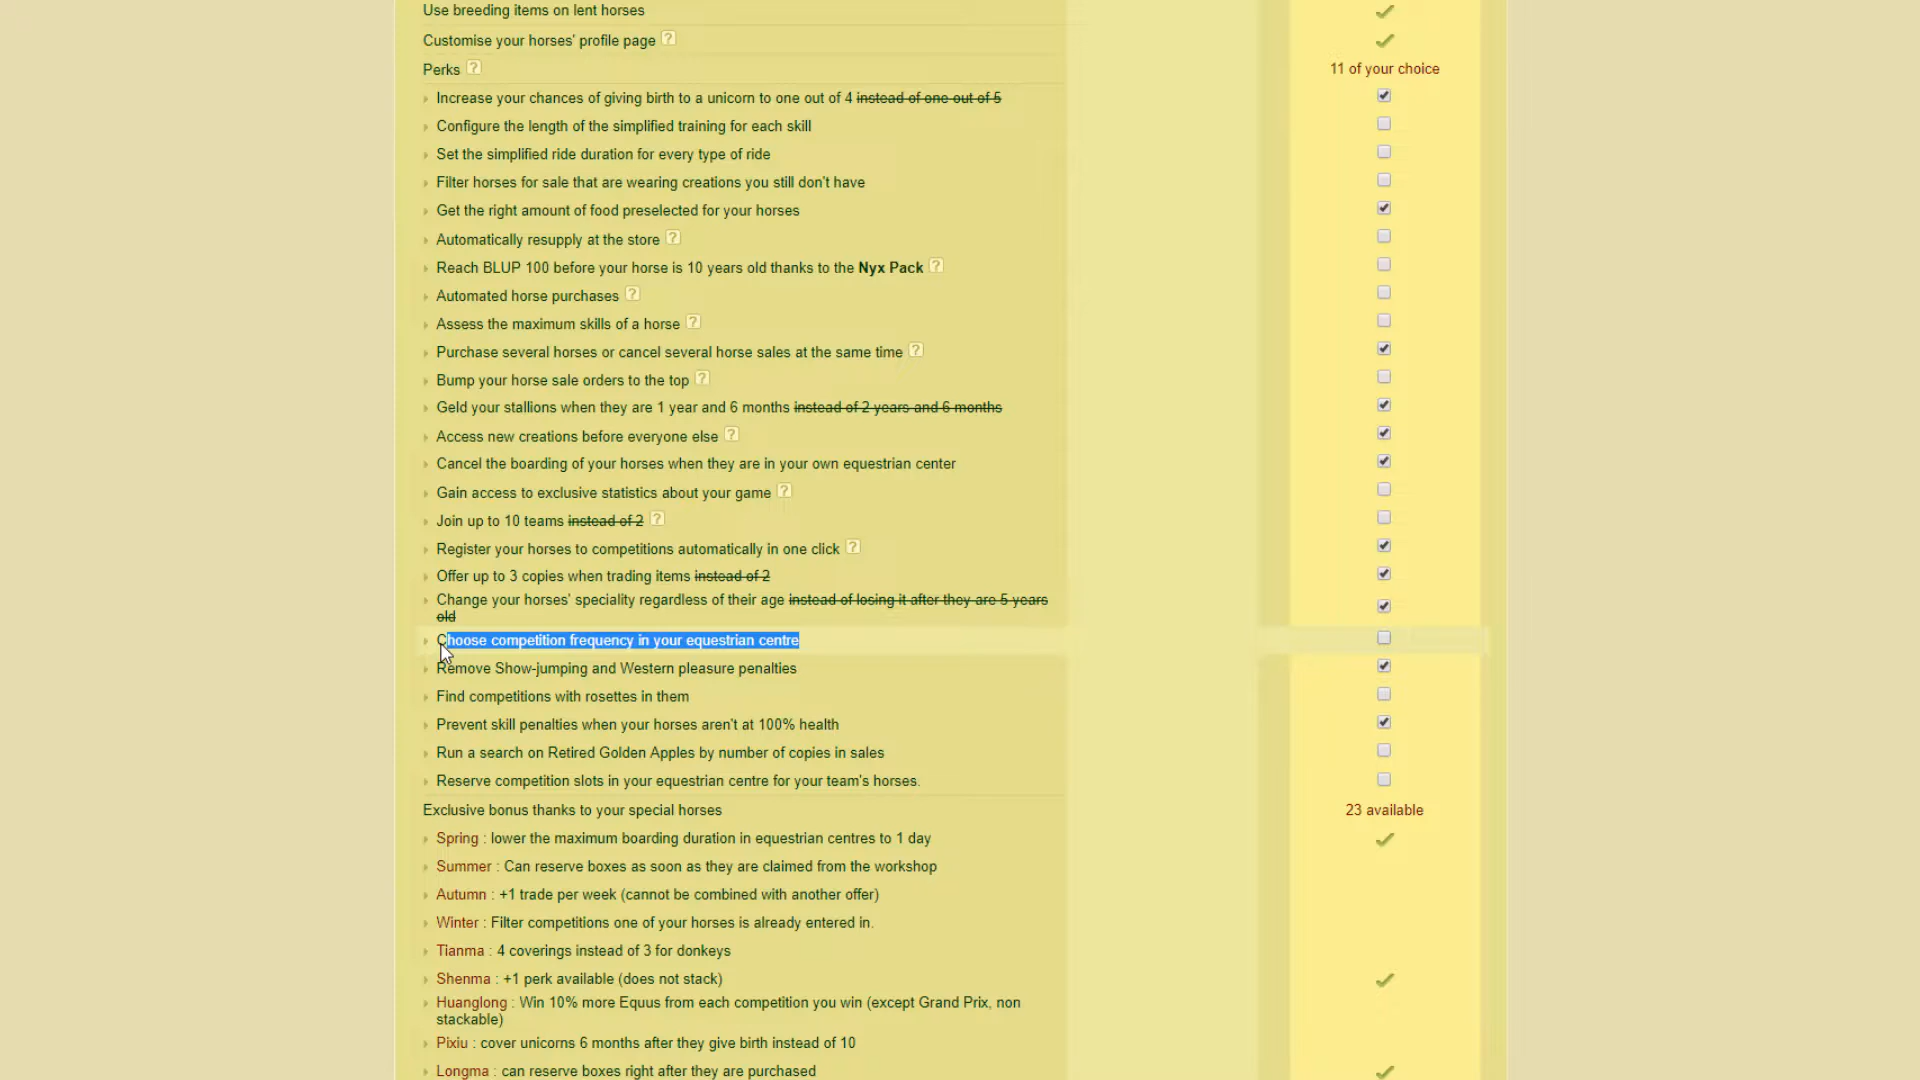 Use breeding items on lent horses
Customise your horses' profile page ?
Perks ? 11 of your choice
Increase your chances of giving birth to a unicorn to one out of 4 instead of one out of 5
Configure the length of the simplified training for each skill
Set the simplified ride duration for every type of ride
Filter horses for sale that are wearing creations you still don't have
Get the right amount of food preselected for your horses
Automatically resupply at the store ?
Reach BLUP 100 before your horse is 10 years old thanks to the Nyx Pack ?
Automated horse purchases ?
Assess the maximum skills of a horse ?
Purchase several horses or cancel several horse sales at the same time ?
Bump your horse sale orders to the top ?
Geld your stallions when they are 1 year and 6 months instead of 2 years and 6 months
Access new creations before everyone else ?
Cancel the boarding of your horses when they are in your own equestrian center
Gain access to exclusive statistics about your game ?
Join up to 10 teams instead of 2 ?
Register your horses to competitions automatically in one click ?
Offer up to 3 copies when trading items instead of 2
Change your horses' speciality regardless of their age instead of losing it after they are 5 years
old
Choose competition frequency in your equestrian centre
Remove Show-jumping and Western pleasure penalties
Find competitions with rosettes in them
Prevent skill penalties when your horses aren't at 100% health
Run a search on Retired Golden Apples by number of copies in sales
Reserve competition slots in your equestrian centre for your team's horses.
Exclusive bonus thanks to your special horses 23 available
Spring : lower the maximum boarding duration in equestrian centres to 1 day
Summer : Can reserve boxes as soon as they are claimed from the workshop
Autumn : +1 trade per week (cannot be combined with another offer)
Winter : Filter competitions one of your horses is already entered in.
Tianma : 4 coverings instead of 3 for donkeys
Shenma : +1 perk available (does not stack)
Huanglong : Win 10% more Equus from each competition you win (except Grand Prix, non
stackable)
Pixiu : cover unicorns 6 months after they give birth instead of 10
Longma : can reserve boxes right after they are purchased